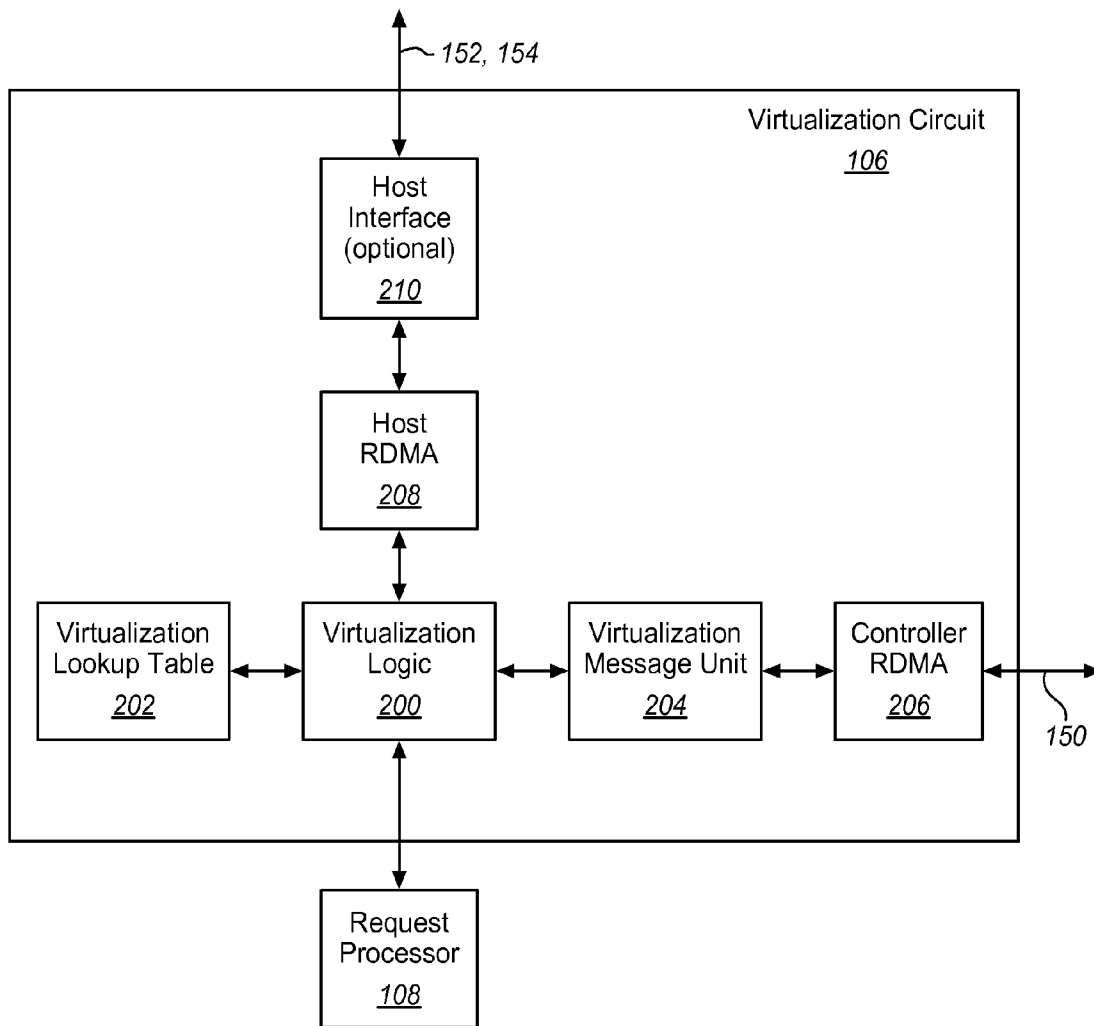 152, 154
Virtualization Circuit
106
Host
Interface
(optional)
210
Host
RDMA
208
Virtualization
Lookup Table
202
Virtualization
Logic
200
Virtualization
Message Unit
204
Controller
RDMA
206
150
Request
Processor
108